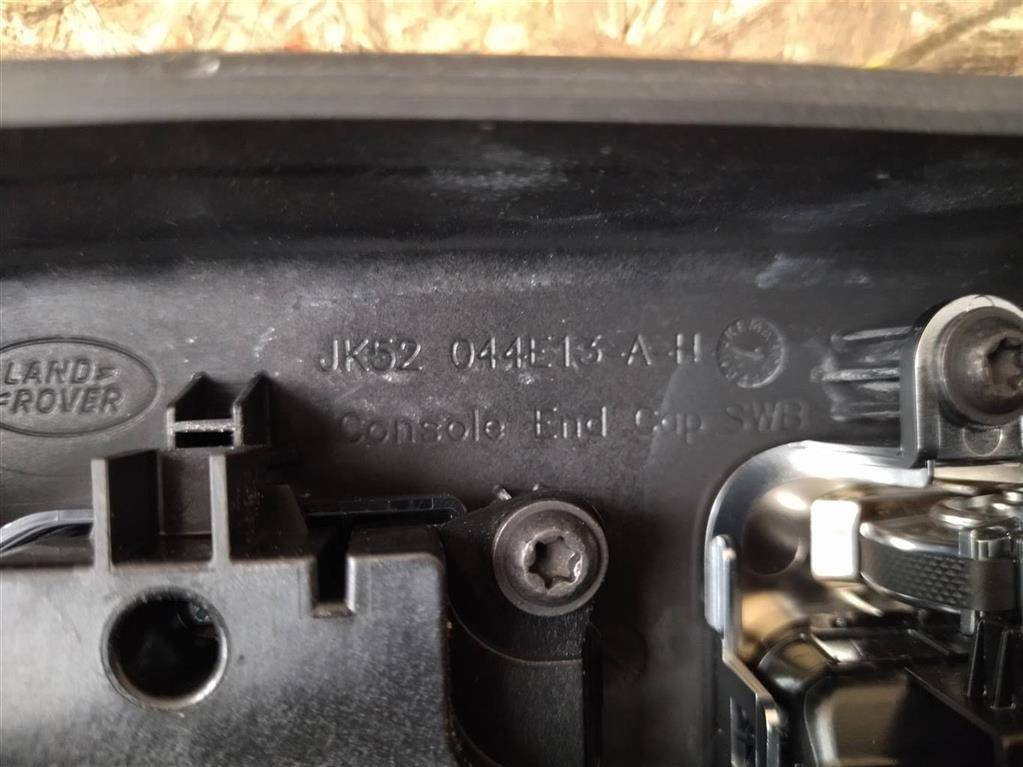 LAND
ROVER
JK52 044E13-A-H
Console End Cap SWB